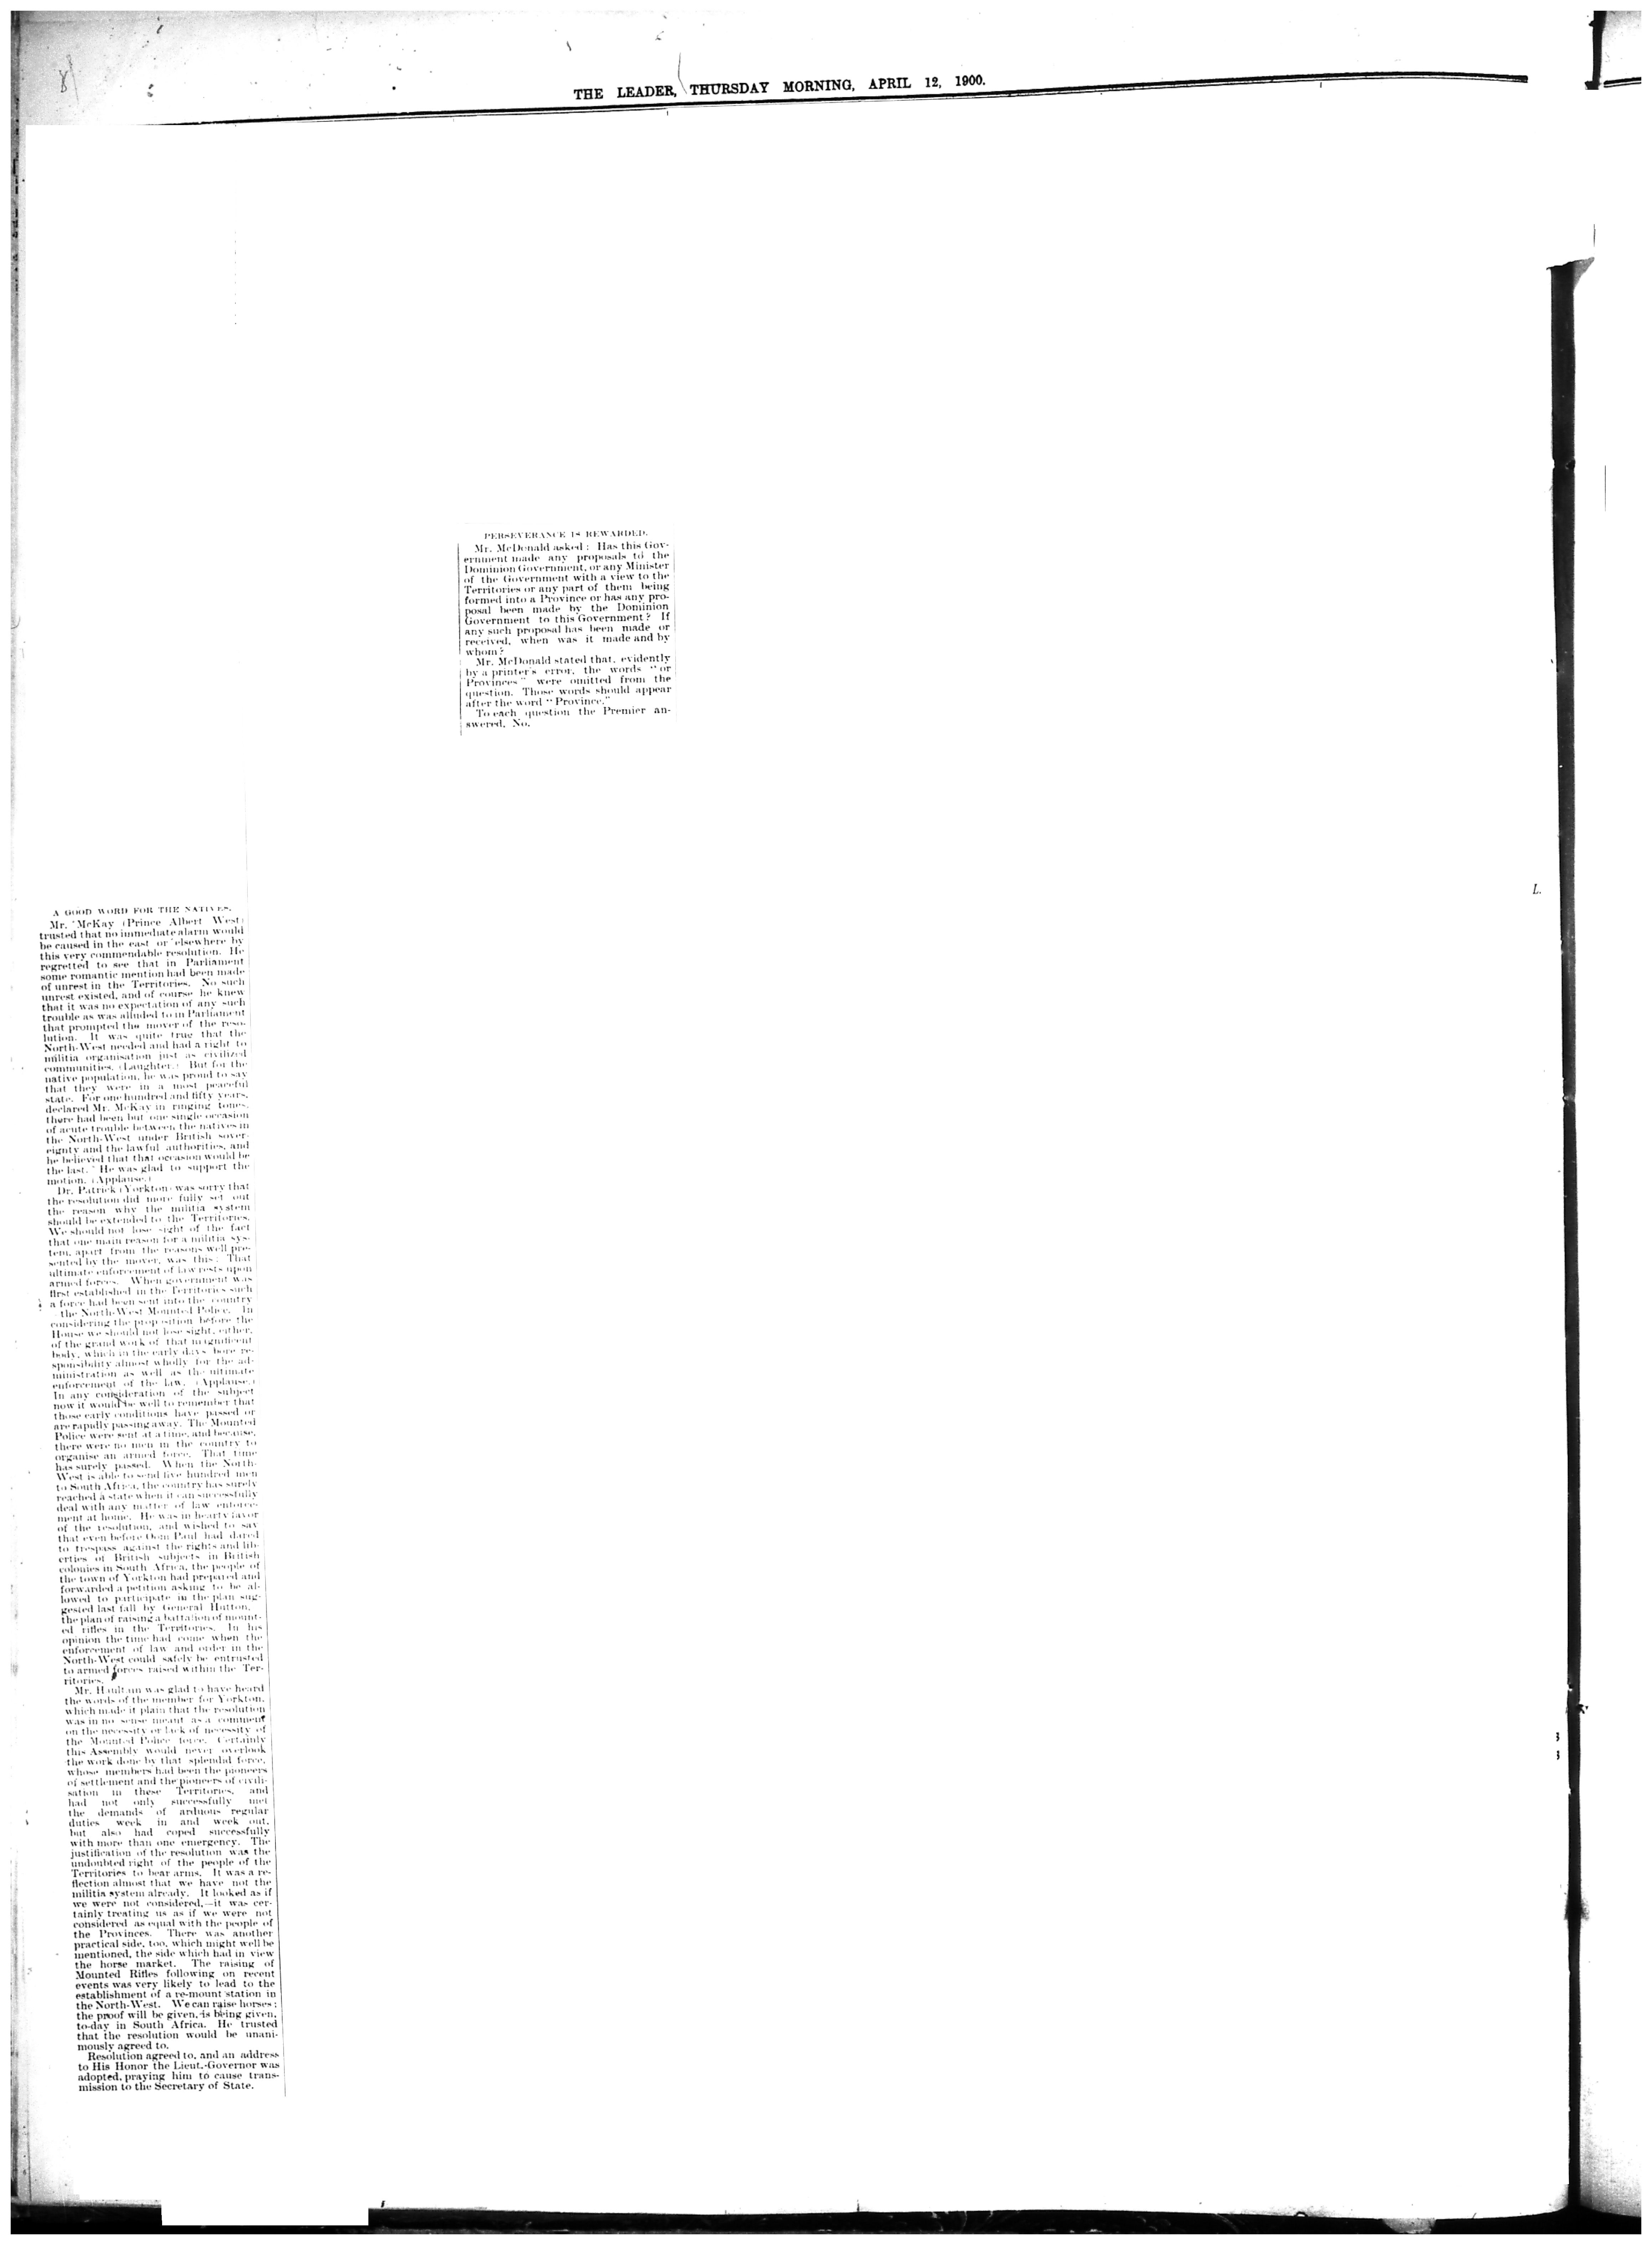 8
THE LEADER, THURSDAY MORNING, APRIL 12, 1900.
A GOOD WORD FOR THE NATIVES.
Mr. McKay (Prince Albert West)
trusted that no immediate alarm would
be caused in the east or elsewhere by
this very commendable resolution. He
regretted to see that in Parliament
some romantic mention had been made
of unrest in the Territories. No such
unrest existed, and of course he knew
that it was no expectation of any such
trouble as was alluded to in Parliament
that prompted the mover of the reso-
lution. It was quite true that the
North-West needed and had a right to
militia organisation just as civilized
communities. (Laughter.) But for the
native population, he was proud to say
that they were in a most peaceful
state. For one hundred and fifty years,
declared Mr. McKay in ringing tones,
there had been but one single occasion
of acute trouble between the natives in
the North-West under British sover-
eignty and the lawful authorities, and
he believed that that occasion would be
the last. He was glad to support the
motion. (Applause.)
Dr. Patrick (Yorkton) was sorry that
the resolution did more fully set out
the reason why the militia system
should be extended to the Territories.
We should not lose sight of the fact
that one main reason for a militia sys-
tem, apart from the reasons well pre-
sented by the mover, was this: That
ultimate enforcement of law rests upon
armed forces. When government was
first established in the Territories such
a force had been sent into the country
the North-West Mounted Police. In
considering the proposition before the
House we should not lose sight, either,
of the grand work of that magnificent
body, which in the early days bore re-
sponsibility almost wholly for the ad-
ministration as well as the ultimate
enforcement of the law. (Applause.)
In any consideration of the subject
now it would be well to remember that
those early conditions have passed or
are rapidly passing away. The Mounted
Police were sent at a time, and because,
there were no men in the country to
organise an armed force. That time
has surely passed. When the North-
West is able to send five hundred men
to South Africa, the country has surely
reached a state when it can successfully
deal with any matter of law enforce-
ment at home. He was in hearty favor
of the resolution, and wished to say
that even before Oom Paul had dared
to trespass against the rights and lib-
erties of British subjects in British
colonies in South Africa, the people of
the town of Yorkton had prepared and
forwarded a petition asking to be al-
lowed to participate in the plan sug-
gested last fall by General Hutton,
the plan of raising a battalion of mount-
ed rifles in the Territories. In his
opinion the time had come when the
enforcement of law and order in the
North-West could safely be entrusted
to armed forces raised within the Ter-
ritories.
Mr. Haultain was glad to have heard
the words of the member for Yorkton,
which made it plain that the resolution
was in no sense meant as a comment
on the necessity or lack of necessity of
the Mounted Police force. Certainly
this Assembly would never overlook
the work done by that splendid force,
whose members had been the pioneers
of settlement and the pioneers of civili-
sation in these Territories, and
had not only successfully met
the demands of arduous regular
duties week in and week out,
but also had coped successfully
with more than one emergency. The
justification of the resolution was the
undoubted right of the people of the
Territories to bear arms. It was a re-
flection almost that we have not the
militia system already. It looked as if
we were not considered,—it was cer-
tainly treating us as if we were not
considered as equal with the people of
the Provinces. There was another
practical side, too, which might well be
mentioned, the side which had in view
the horse market. The raising of
Mounted Rifles following on recent
events was very likely to lead to the
establishment of a re-mount station in
the North-West. We can raise horses;
the proof will be given, is being given,
to-day in South Africa. He trusted
that the resolution would be unani-
mously agreed to.
Resolution agreed to, and an address
to His Honor the Lieut.-Governor was
adopted, praying him to cause trans-
mission to the Secretary of State.
PERSEVERANCE IS REWARDED.
Mr. McDonald asked: Has this Gov-
ernment made any proposals to the
Dominion Government, or any Minister
of the Government with a view to the
Territories or any part of them being
formed into a Province or has any pro-
posal been made by the Dominion
Government to this Government? If
any such proposal has been made or
received, when was it made and by
whom?
Mr. McDonald stated that, evidently
by a printer's error, the words "or
Provinces" were omitted from the
question. Those words should appear
after the word "Province."
To each question the Premier an-
swered, No.
L.